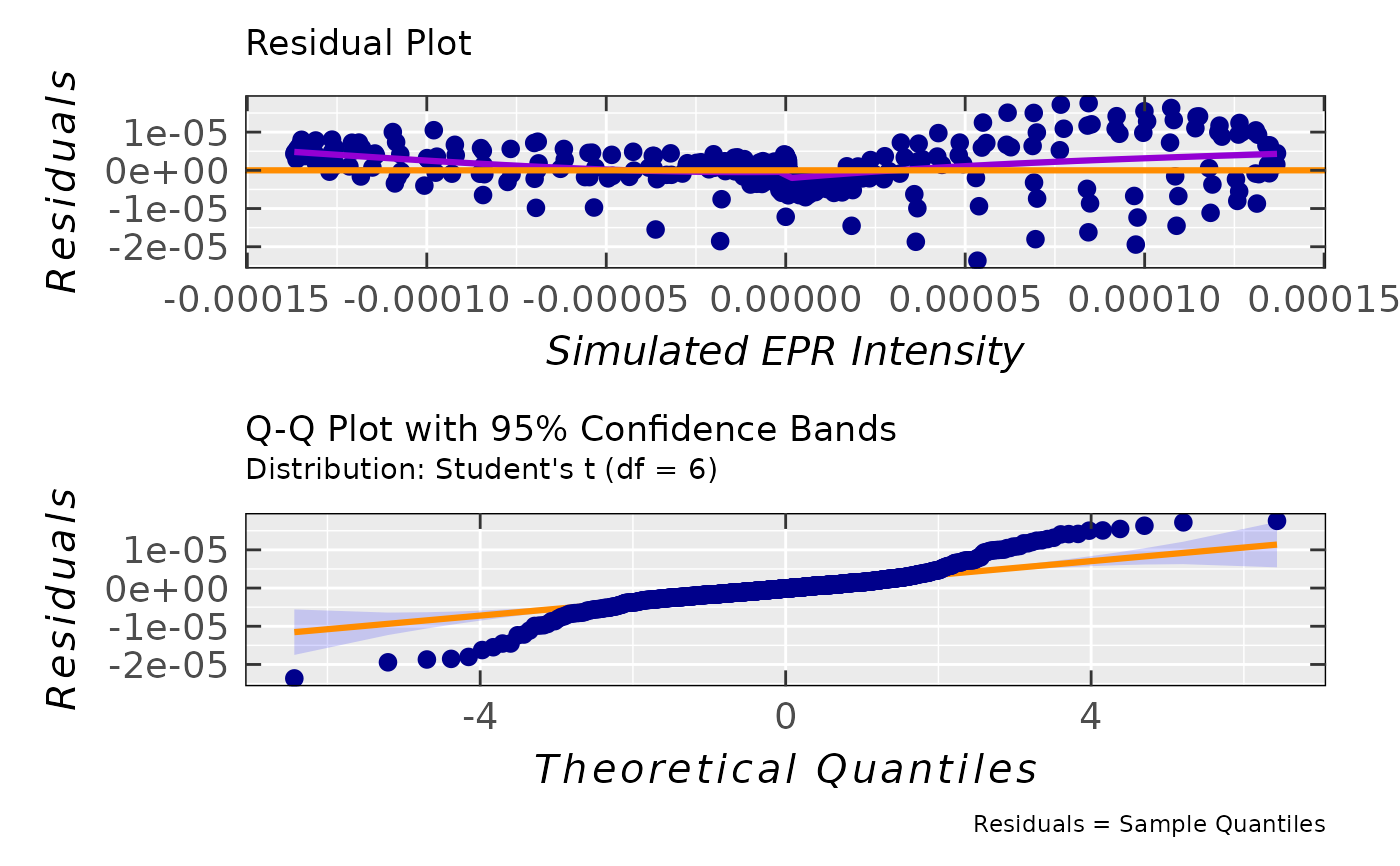 Residual Plot
Residuals
1e-05
0e+00
-1e-05
-2e-05
-0.00015 -0.00010 -0.00005 0.00000 0.00005 0.00010 0.00015
Simulated EPR Intensity
Q-Q Plot with 95% Confidence Bands
Distribution: Student's t (df = 6)
Residuals
1e-05
0e+00
-1e-05
-2e-05
-4 0 4
Theoretical Quantiles
Residuals = Sample Quantiles